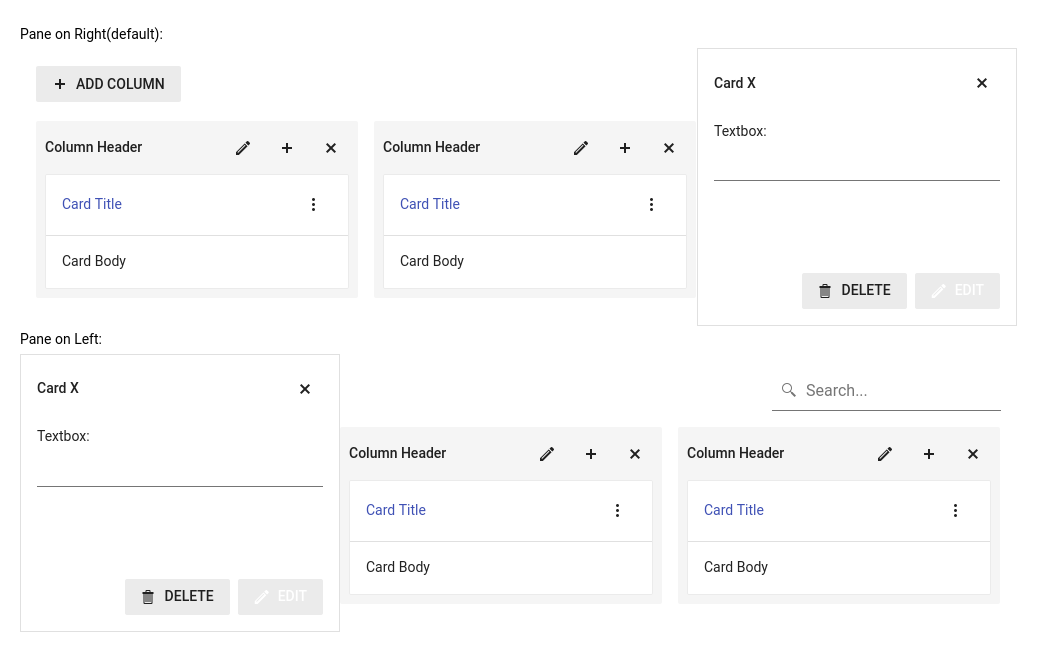 Pane on Right(default):
ADD COLUMN
Column Header
Card Title
Card Body
Column Header
Card Title
Card Body
Card X
Textbox:
DELETE
EDIT
Pane on Left:
Card X
Textbox:
DELETE
EDIT
Search...
Column Header
Card Title
Card Body
Column Header
Card Title
Card Body